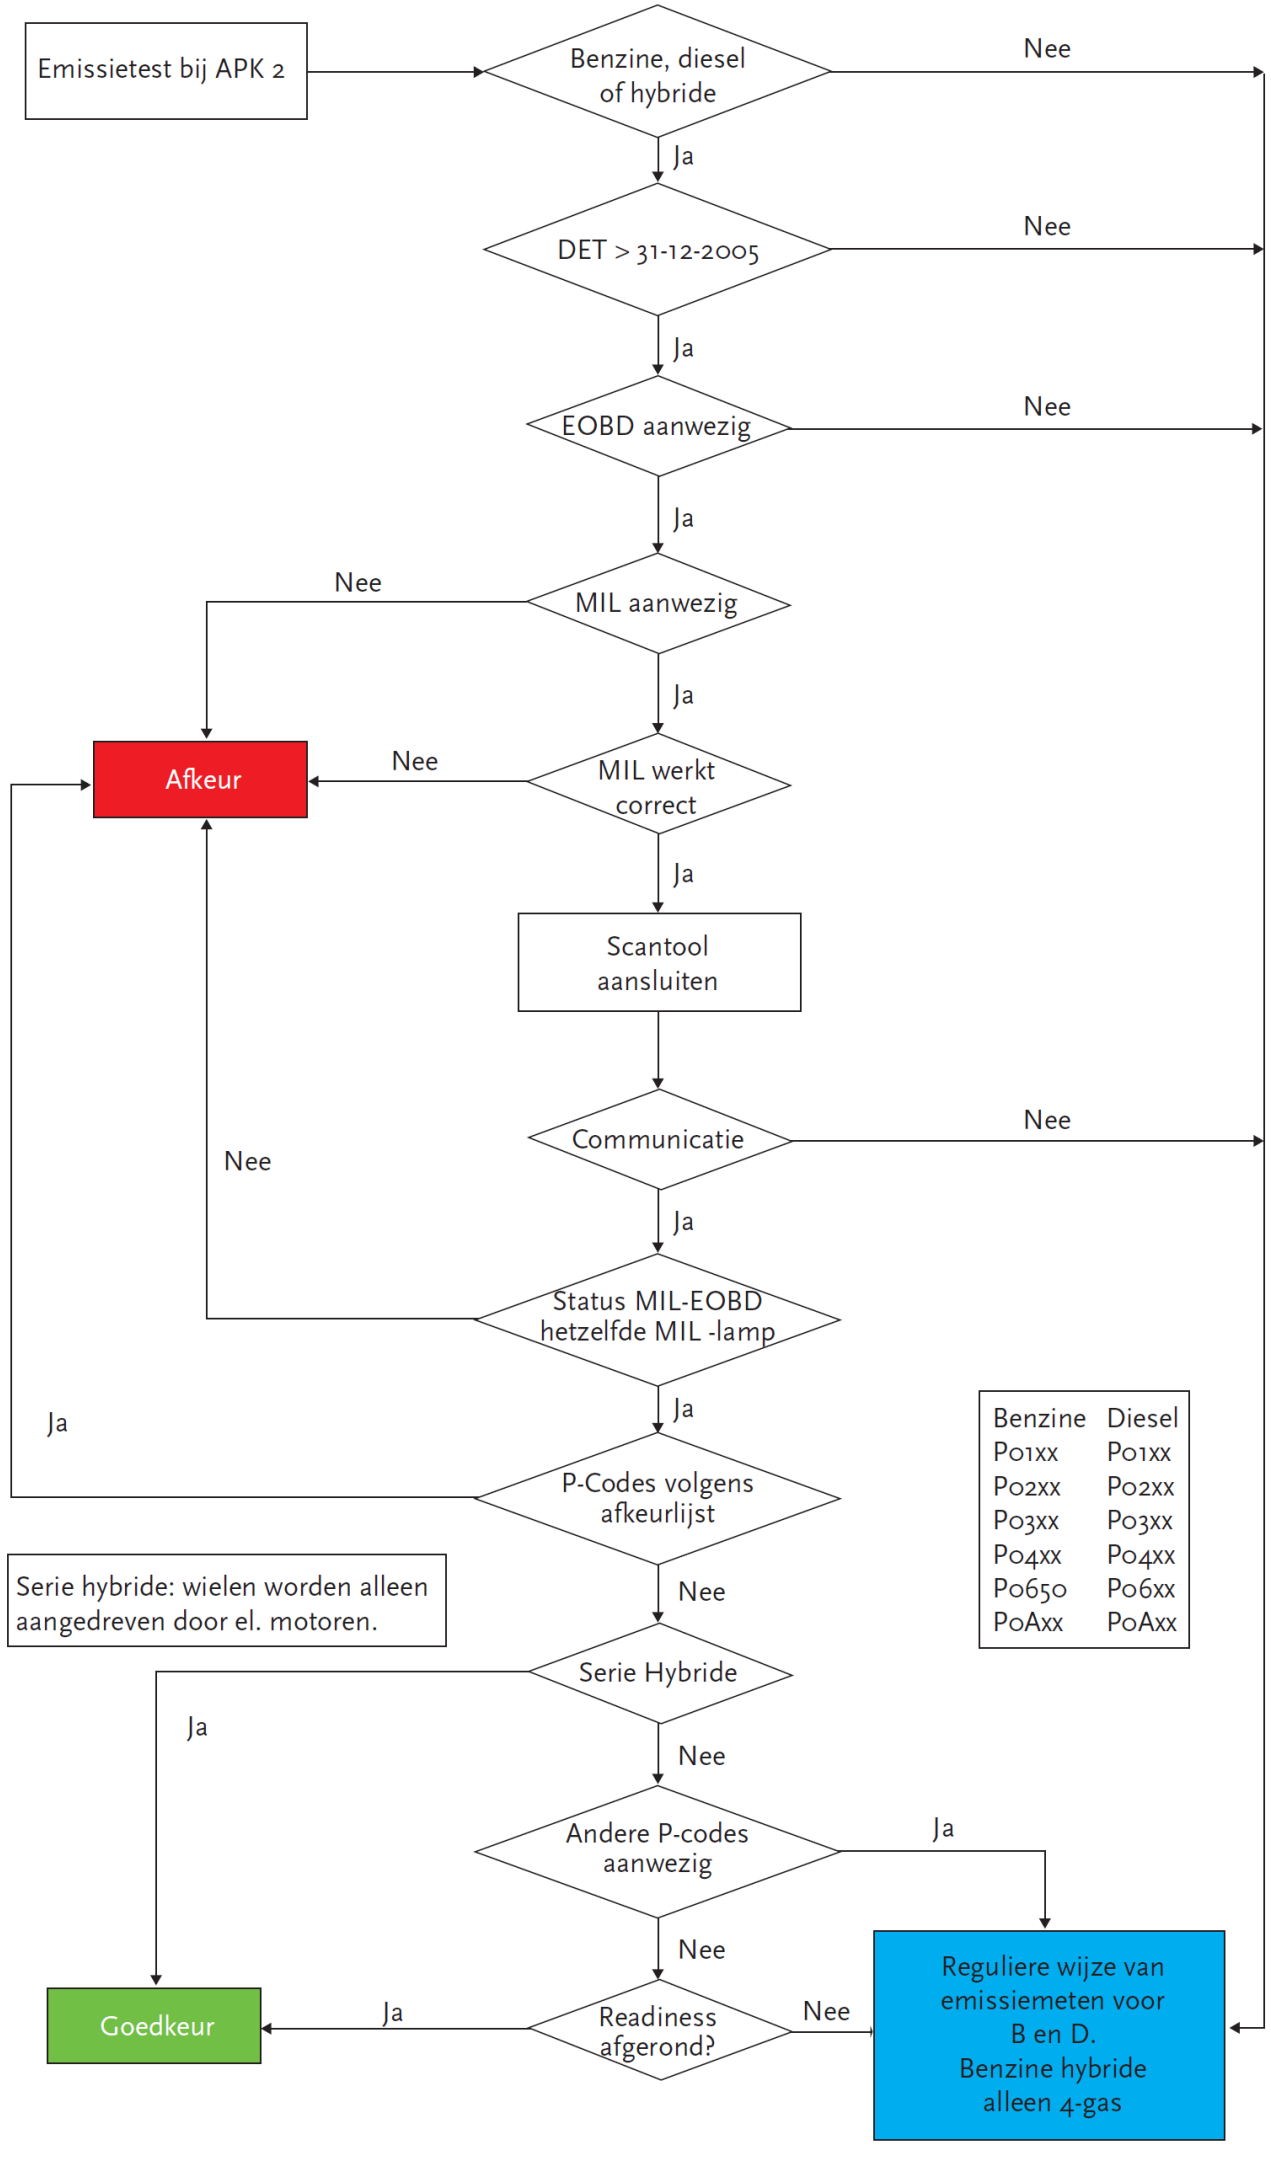 Emissietest bij APK 2
Benzine, diesel
of hybride
Nee
Ja
DET > 31-12-2005
Nee
Ja
EOBD aanwezig
Nee
Ja
MIL aanwezig
Nee
Ja
MIL werkt
correct
Nee
Afkeur
Ja
Scantool
aansluiten
Communicatie
Nee
Nee
Ja
Status MIL-EOBD
hetzelfde MIL -lamp
Ja
Ja
P-Codes volgens
afkeurlijst
Benzine Diesel
P01xx P01xx
P02xx P02xx
P03xx P03xx
P04xx P04xx
P0650 P06xx
P0Axx P0Axx
Serie hybride: wielen worden alleen
aangedreven door el. motoren.
Nee
Serie Hybride
Ja
Nee
Andere P-codes
aanwezig
Ja
Nee
Readiness
afgerond?
Ja
Nee
Goedkeur
Reguliere wijze van
emissiemeten voor
B en D.
Benzine hybride
alleen 4-gas